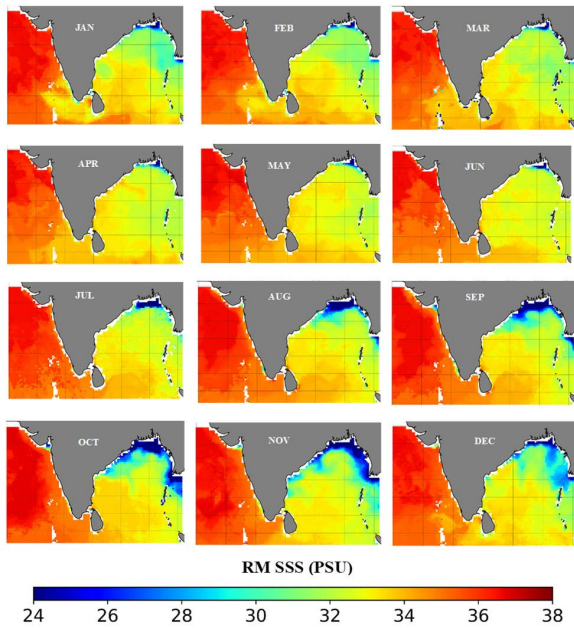 JAN FEB MAR
APR MAY JUN
JUL AUG SEP
OCT NOV DEC
RM SSS (PSU)
24 26 28 30 32 34 36 38